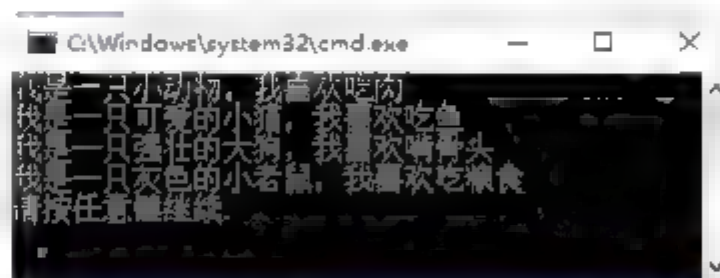 C:\Windows\system32\cmd.exe
我是一只小动物，我喜欢吃肉
我是一只可爱的小猫，我喜欢吃鱼
我是一只强壮的大狗，我喜欢啃骨头
我是一只灰色的小老鼠，我喜欢吃粮食
请按任意键继续.